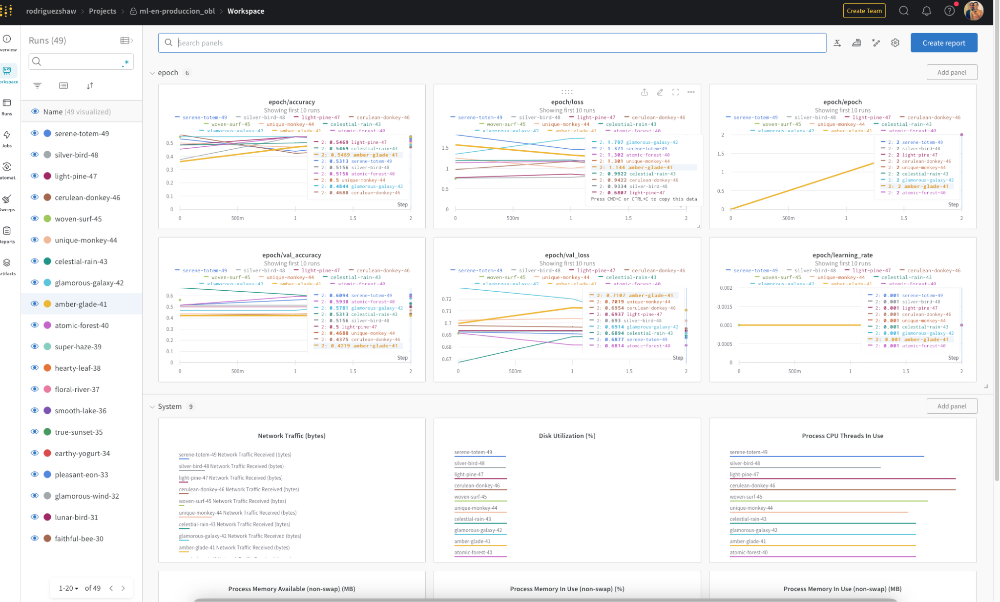 rodriguezshaw > Projects > ml-en-produccion_obl > Workspace
Create Team
Runs (49)
Search panels
Create report
Workspace
Runs
Jobs
Sweeps
Reports
Name (49 visualized)
serene-totem-49
silver-bird-48
light-pine-47
cerulean-donkey-46
woven-surf-45
unique-monkey-44
celestial-rain-43
glamorous-galaxy-42
amber-glade-41
atomic-forest-40
super-haze-39
hearty-leaf-38
floral-river-37
smooth-lake-36
true-sunset-35
earthy-yogurt-34
pleasant-eon-33
glamorous-wind-32
lunar-bird-31
faithful-bee-30
1-20 of 49
epoch 6
Add panel
epoch/accuracy
Showing first 10 runs
serene-totem-49 silver-bird-48 light-pine-47 cerulean-donkey-46
woven-surf-45 unique-monkey-44 celestial-rain-43
glamorous-galaxy-42 amber-glade-41 atomic-forest-40
0.5
0.4
0.3
0.2
0.1
0
2: 0.5469 light-pine-47
2: 0.5469 celestial-rain-43
2: 0.5469 amber-glade-41
2: 0.5313 serene-totem-49
2: 0.5156 silver-bird-48
2: 0.5156 atomic-forest-40
2: 0.5 unique-monkey-44
2: 0.4844 glamorous-galaxy-42
2: 0.4688 cerulean-donkey-46
Step
0 500m 1 1.5 2
epoch/loss
Showing first 10 runs
serene-totem-49 silver-bird-48 light-pine-47 cerulean-donkey-46
woven-surf-45 unique-monkey-44 celestial-rain-43
glamorous-galaxy-42 amber-glade-41 atomic-forest-40
1.5
1
0.5
0
2: 1.797 glamorous-galaxy-42
2: 1.371 serene-totem-49
2: 1.302 atomic-forest-40
2: 1.301 unique-monkey-44
2: 1.144 amber-glade-41
2: 0.9922 celestial-rain-43
2: 0.9422 cerulean-donkey-46
2: 0.9334 silver-bird-48
2: 0.6807 light-pine-47
Press CMD+C or CTRL+C to copy this data
0 500m 1 1.5 2
epoch/epoch
Showing first 10 runs
serene-totem-49 silver-bird-48 light-pine-47 cerulean-donkey-46
woven-surf-45 unique-monkey-44 celestial-rain-43
glamorous-galaxy-42 amber-glade-41 atomic-forest-40
2
1.5
1
0.5
0
2: 2 serene-totem-49
2: 2 silver-bird-48
2: 2 light-pine-47
2: 2 cerulean-donkey-46
2: 2 unique-monkey-44
2: 2 celestial-rain-43
2: 2 glamorous-galaxy-42
2: 2 amber-glade-41
2: 2 atomic-forest-40
Step
0 500m 1 1.5 2
epoch/val_accuracy
Showing first 10 runs
serene-totem-49 silver-bird-48 light-pine-47 cerulean-donkey-46
woven-surf-45 unique-monkey-44 celestial-rain-43
glamorous-galaxy-42 amber-glade-41 atomic-forest-40
0.6
0.5
0.4
0.3
0.2
0.1
0
2: 0.6094 serene-totem-49
2: 0.5938 atomic-forest-40
2: 0.5781 glamorous-galaxy-42
2: 0.5313 celestial-rain-43
2: 0.5156 silver-bird-48
2: 0.5 light-pine-47
2: 0.4688 unique-monkey-44
2: 0.4375 cerulean-donkey-46
2: 0.4219 amber-glade-41
Step
0 500m 1 1.5 2
epoch/val_loss
Showing first 10 runs
serene-totem-49 silver-bird-48 light-pine-47 cerulean-donkey-46
woven-surf-45 unique-monkey-44 celestial-rain-43
glamorous-galaxy-42 amber-glade-41 atomic-forest-40
0.72
0.71
0.7
0.69
0.68
0.67
2: 0.7107 amber-glade-41
2: 0.7019 unique-monkey-44
2: 0.6954 cerulean-donkey-46
2: 0.6937 light-pine-47
2: 0.693 silver-bird-48
2: 0.6914 glamorous-galaxy-42
2: 0.6894 celestial-rain-43
2: 0.6877 serene-totem-49
2: 0.6814 atomic-forest-40
Step
0 500m 1 1.5 2
epoch/learning_rate
Showing first 10 runs
serene-totem-49 silver-bird-48 light-pine-47 cerulean-donkey-46
woven-surf-45 unique-monkey-44 celestial-rain-43
glamorous-galaxy-42 amber-glade-41 atomic-forest-40
0.002
0.0015
0.001
0.0005
0
2: 0.001 serene-totem-49
2: 0.001 silver-bird-48
2: 0.001 light-pine-47
2: 0.001 cerulean-donkey-46
2: 0.001 unique-monkey-44
2: 0.001 celestial-rain-43
2: 0.001 glamorous-galaxy-42
2: 0.001 amber-glade-41
2: 0.001 atomic-forest-40
Step
0 500m 1 1.5 2
System 9
Add panel
Network Traffic (bytes)
serene-totem-49 Network Traffic Received (bytes)
silver-bird-48 Network Traffic Received (bytes)
light-pine-47 Network Traffic Received (bytes)
cerulean-donkey-46 Network Traffic Received (bytes)
woven-surf-45 Network Traffic Received (bytes)
unique-monkey-44 Network Traffic Received (bytes)
celestial-rain-43 Network Traffic Received (bytes)
glamorous-galaxy-42 Network Traffic Received (bytes)
amber-glade-41 Network Traffic Received (bytes)
Disk Utilization (%)
serene-totem-49
silver-bird-48
light-pine-47
cerulean-donkey-46
woven-surf-45
unique-monkey-44
celestial-rain-43
glamorous-galaxy-42
amber-glade-41
atomic-forest-40
Process CPU Threads In Use
serene-totem-49
silver-bird-48
light-pine-47
cerulean-donkey-46
woven-surf-45
unique-monkey-44
celestial-rain-43
glamorous-galaxy-42
amber-glade-41
atomic-forest-40
Process Memory Available (non-swap) (MB)
Process Memory In Use (non-swap) (%)
Process Memory In Use (non-swap) (MB)